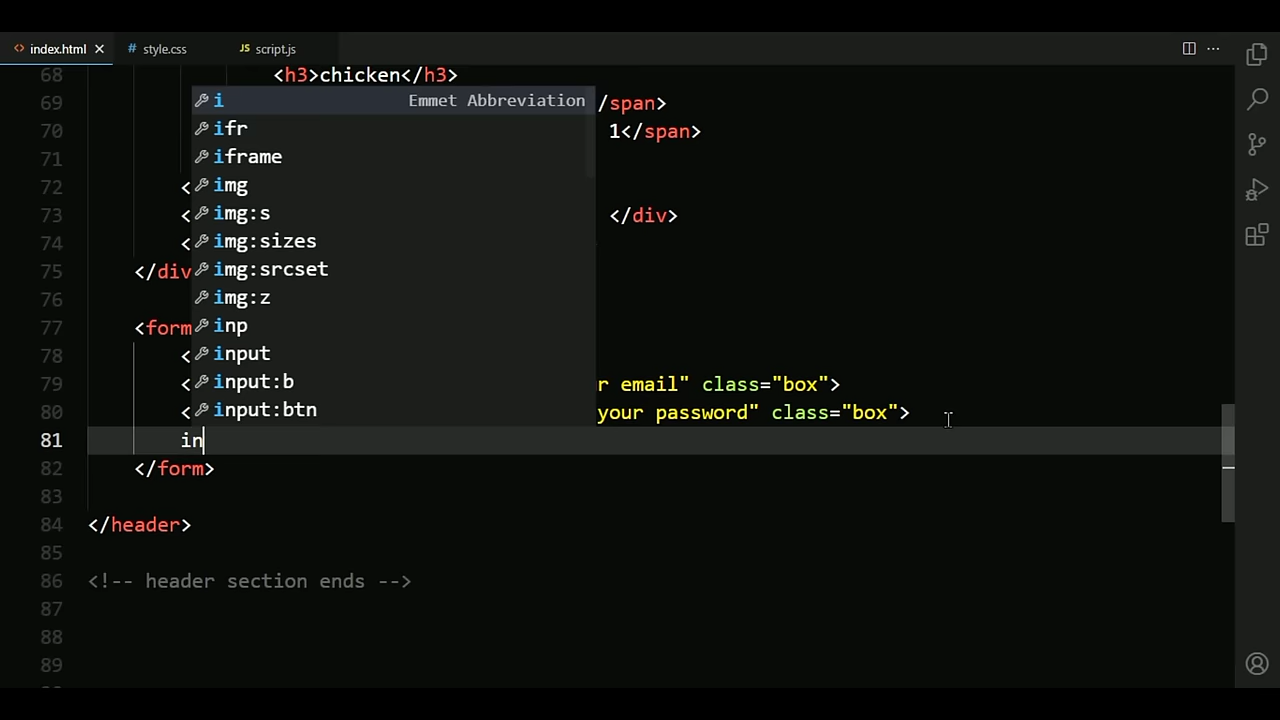 index.html
style.css
JS script.js
68 <h3>chicken</h3>
i Emmet Abbreviation
69 /span>
ifr
70 1</span>
iframe
71
img
72 <
img:s
73 < </div>
img:sizes
74 <
img:srcset
75 </div
img:z
76
inp
77 <form
input
78 <
input:b
79 < r email" class="box">
input:btn
80 < your password" class="box">
81 in
82 </form>
83
84 </header>
85
86 <!-- header section ends -->
87
88
89